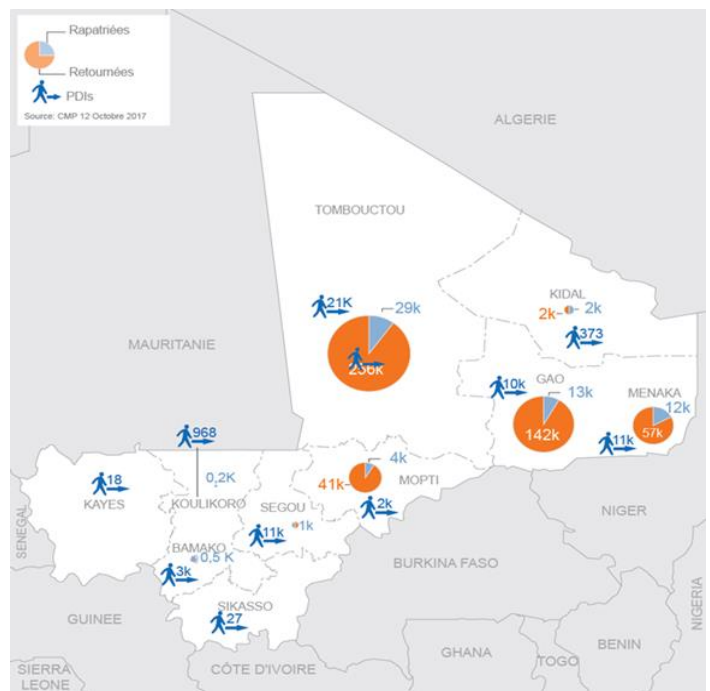 Rapatriées
Retournées
PDIs
Source: CMP 12 Octobre 2017
ALGERIE
TOMBOUCTOU
21K
29k
KIDAL
2k
2k
373
MAURITANIE
10k
GAO
13k
MENAKA
12k
142k
57k
11k
968
18
KAYES
0,2K
KOULIKORO
4k
41k
MOPTI
2k
SEGOU
11k
1k
BAMAKO
0,5 K
3k
SIKASSO
27
SENEGAL
NIGER
BURKINA FASO
NIGERIA
GUINEE
BENIN
GHANA
TOGO
SIERRA
LEONE
CÔTE D'IVOIRE